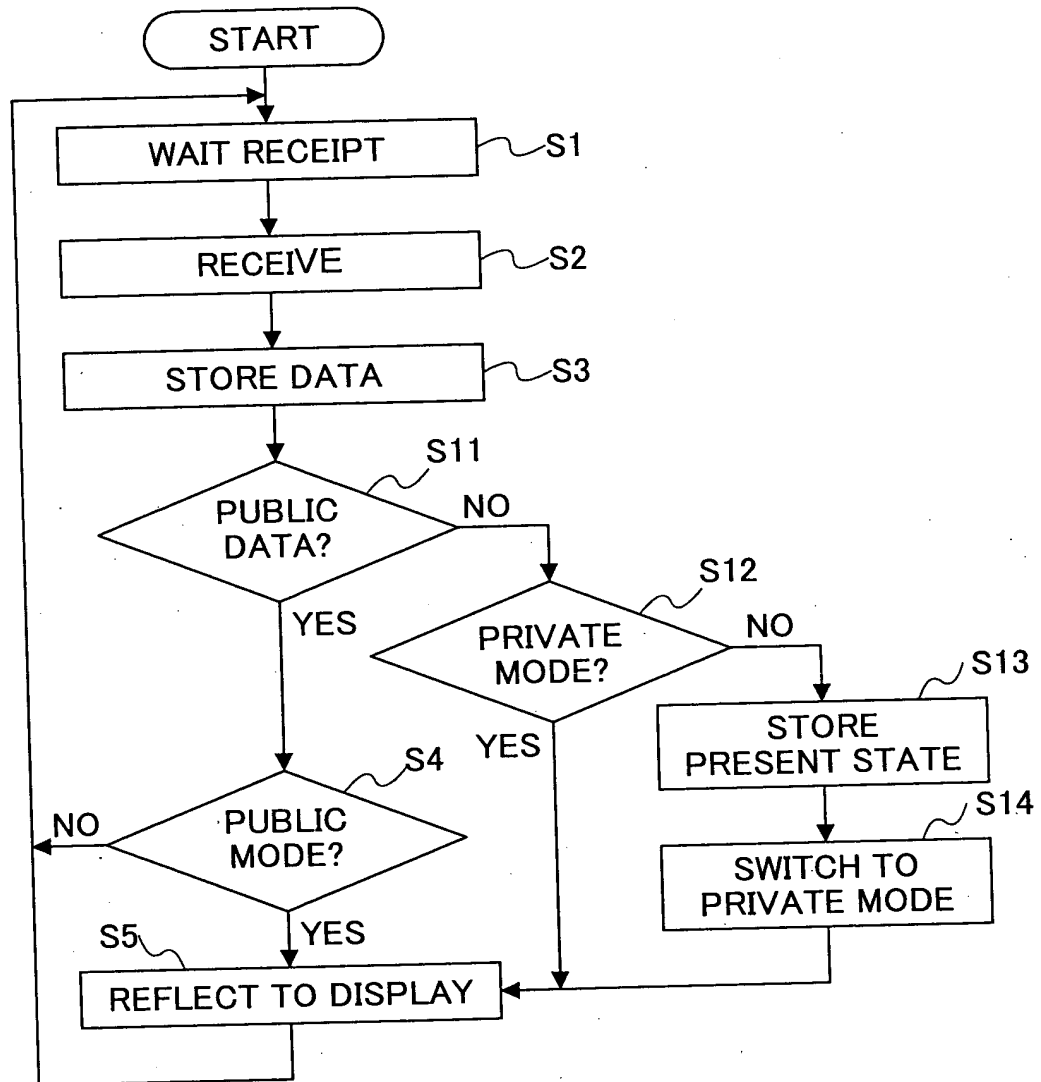 START
WAIT RECEIPT
S1
RECEIVE
S2
STORE DATA
S3
S11
PUBLIC
DATA?
NO
YES
S12
PRIVATE
MODE?
NO
YES
S13
STORE
PRESENT STATE
S14
SWITCH TO
PRIVATE MODE
S4
PUBLIC
MODE?
NO
YES
S5
REFLECT TO DISPLAY